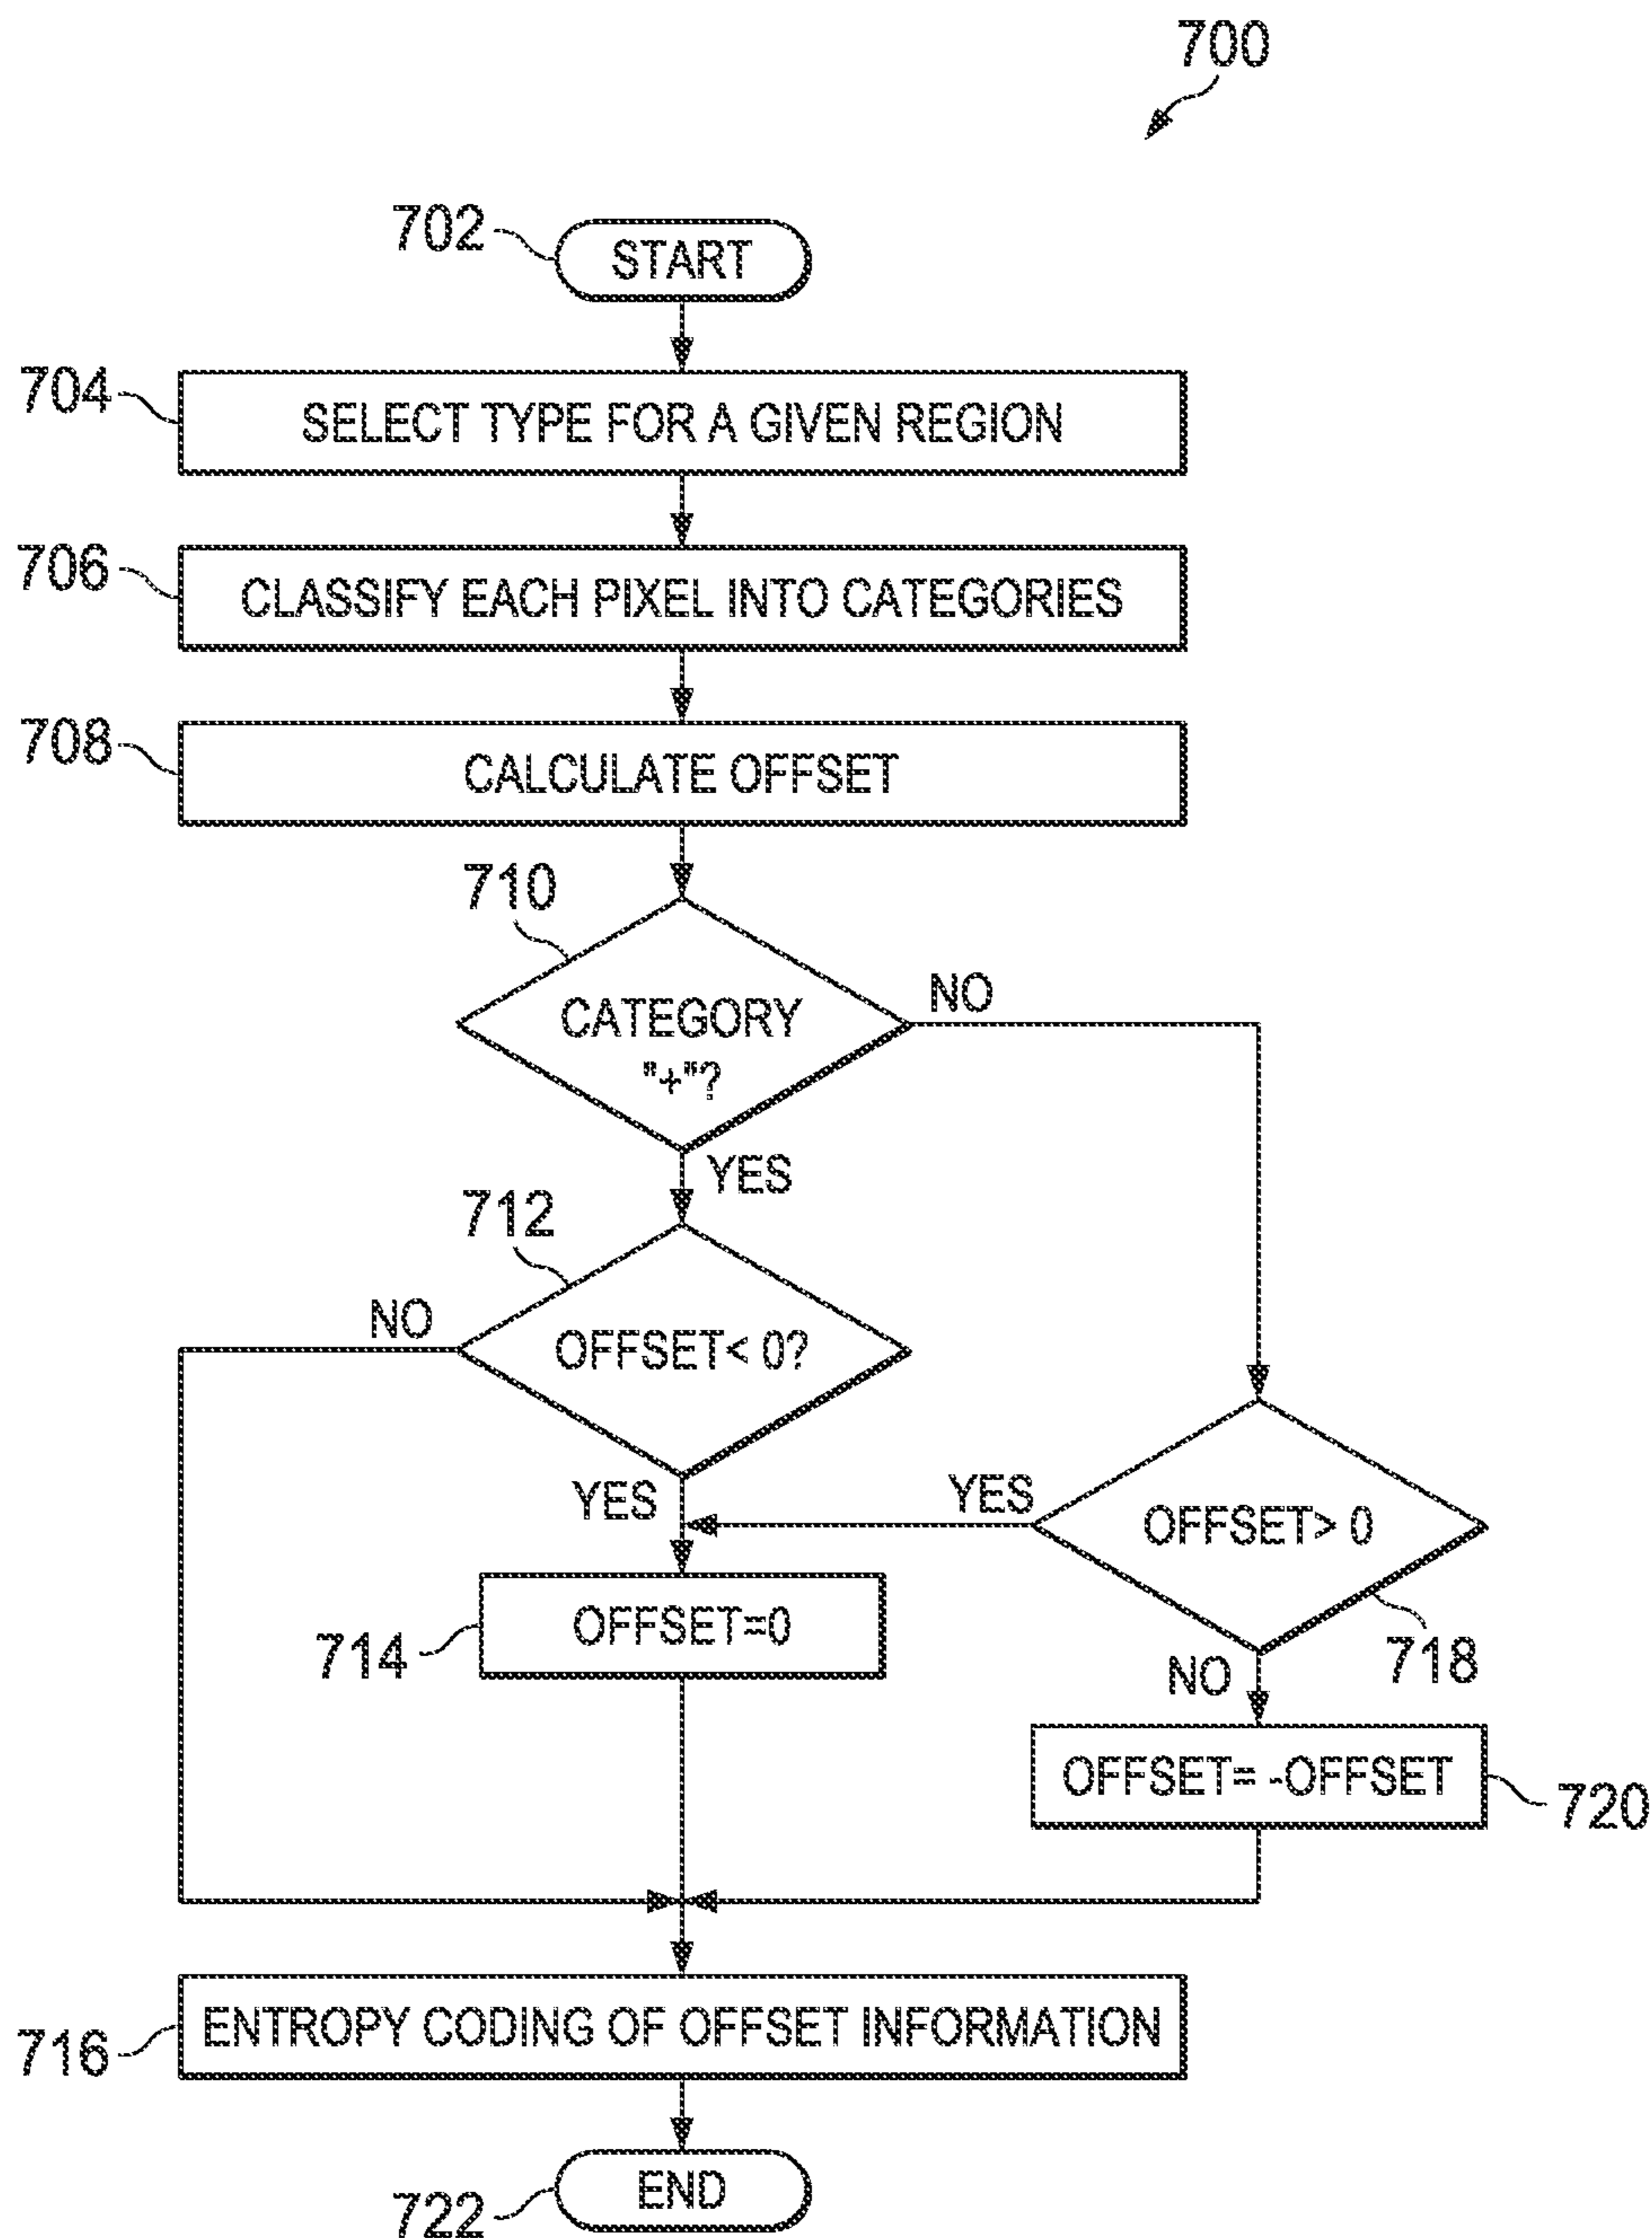 700
702
START
704
SELECT TYPE FOR A GIVEN REGION
706
CLASSIFY EACH PIXEL INTO CATEGORIES
708
CALCULATE OFFSET
710
CATEGORY
"+"?
NO
YES
712
NO
OFFSET< 0?
YES
YES
OFFSET> 0
718
NO
714
OFFSET=0
OFFSET= -OFFSET
720
716
ENTROPY CODING OF OFFSET INFORMATION
722
END